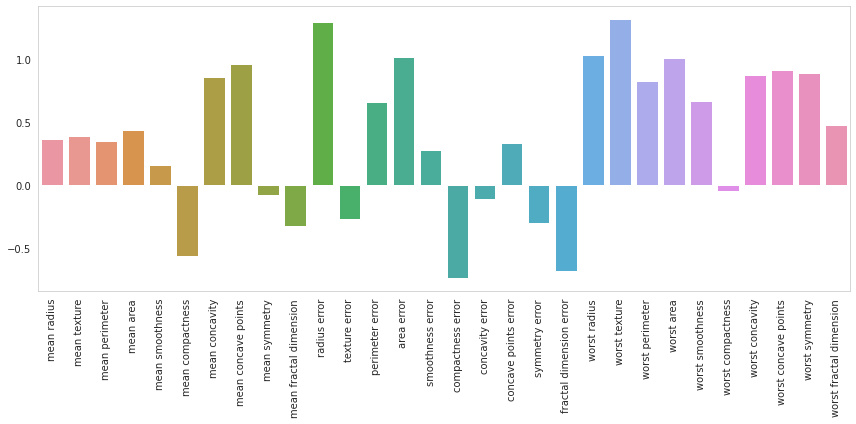 1.0
0.5
0.0
−0.5
mean radius
mean texture
mean perimeter
mean area
mean smoothness
mean compactness
mean concavity
mean concave points
mean symmetry
mean fractal dimension
radius error
texture error
perimeter error
area error
smoothness error
compactness error
concavity error
concave points error
symmetry error
fractal dimension error
worst radius
worst texture
worst perimeter
worst area
worst smoothness
worst compactness
worst concavity
worst concave points
worst symmetry
worst fractal dimension